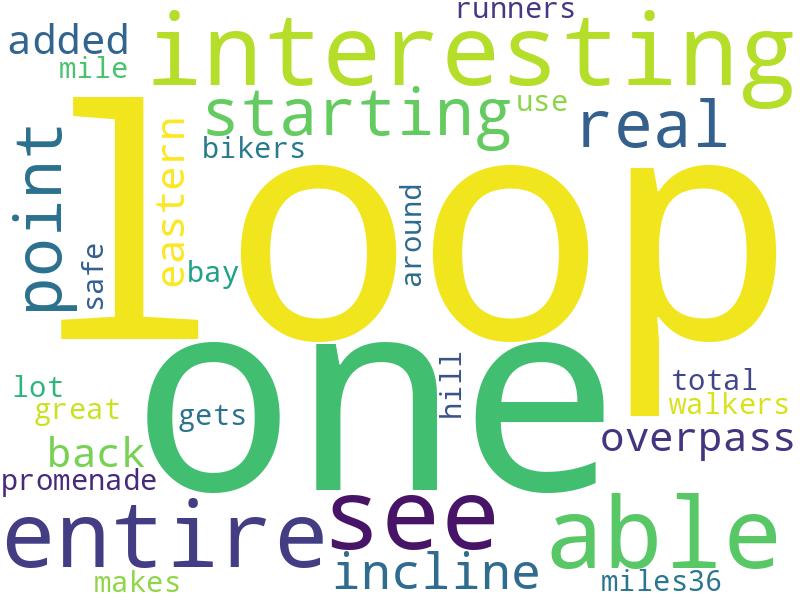 runners
added
interesting
mile
starting
use
real
loop
point
eastern
bikers
around
safe
bay
one
hill
total
lot
great
gets
walkers
back
overpass
promenade
entire
see
able
incline
makes
miles36